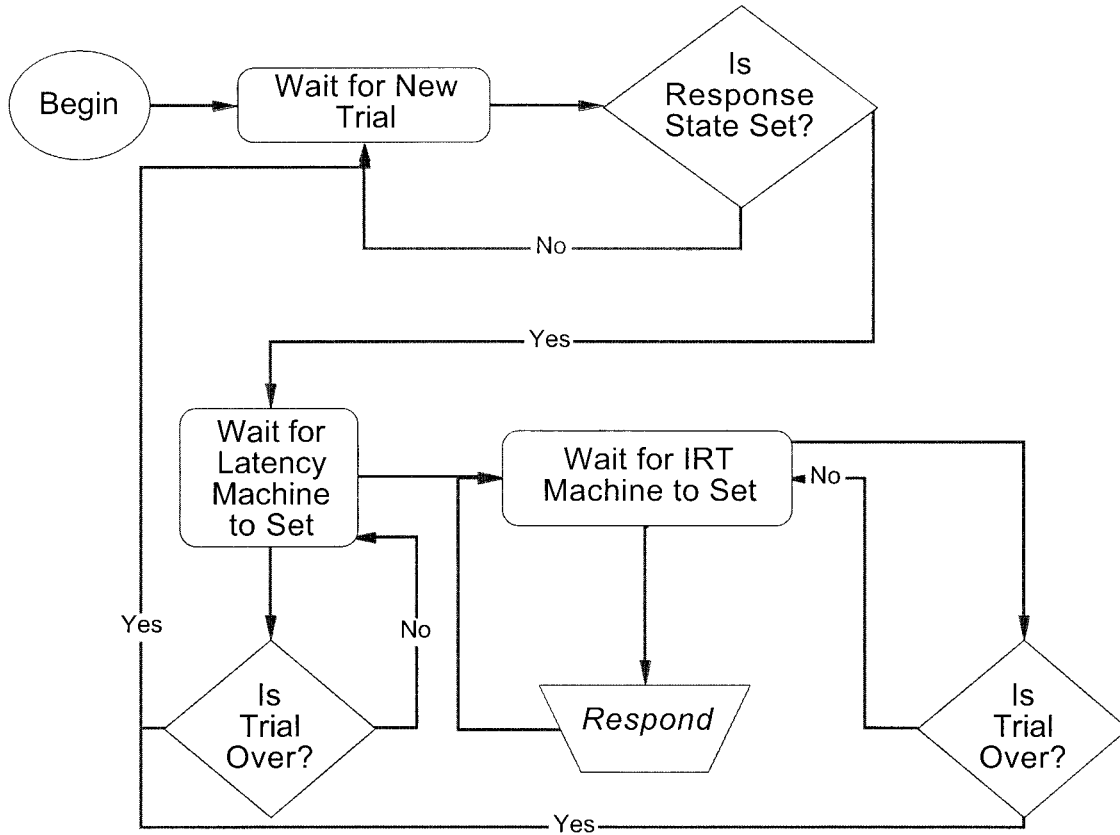 Begin
Wait for New
Trial
Is
Response
State Set?
No
Yes
Wait for
Latency
Machine
to Set
Wait for IRT
Machine to Set
No
Yes
No
Is
Trial
Over?
Respond
Is
Trial
Over?
Yes